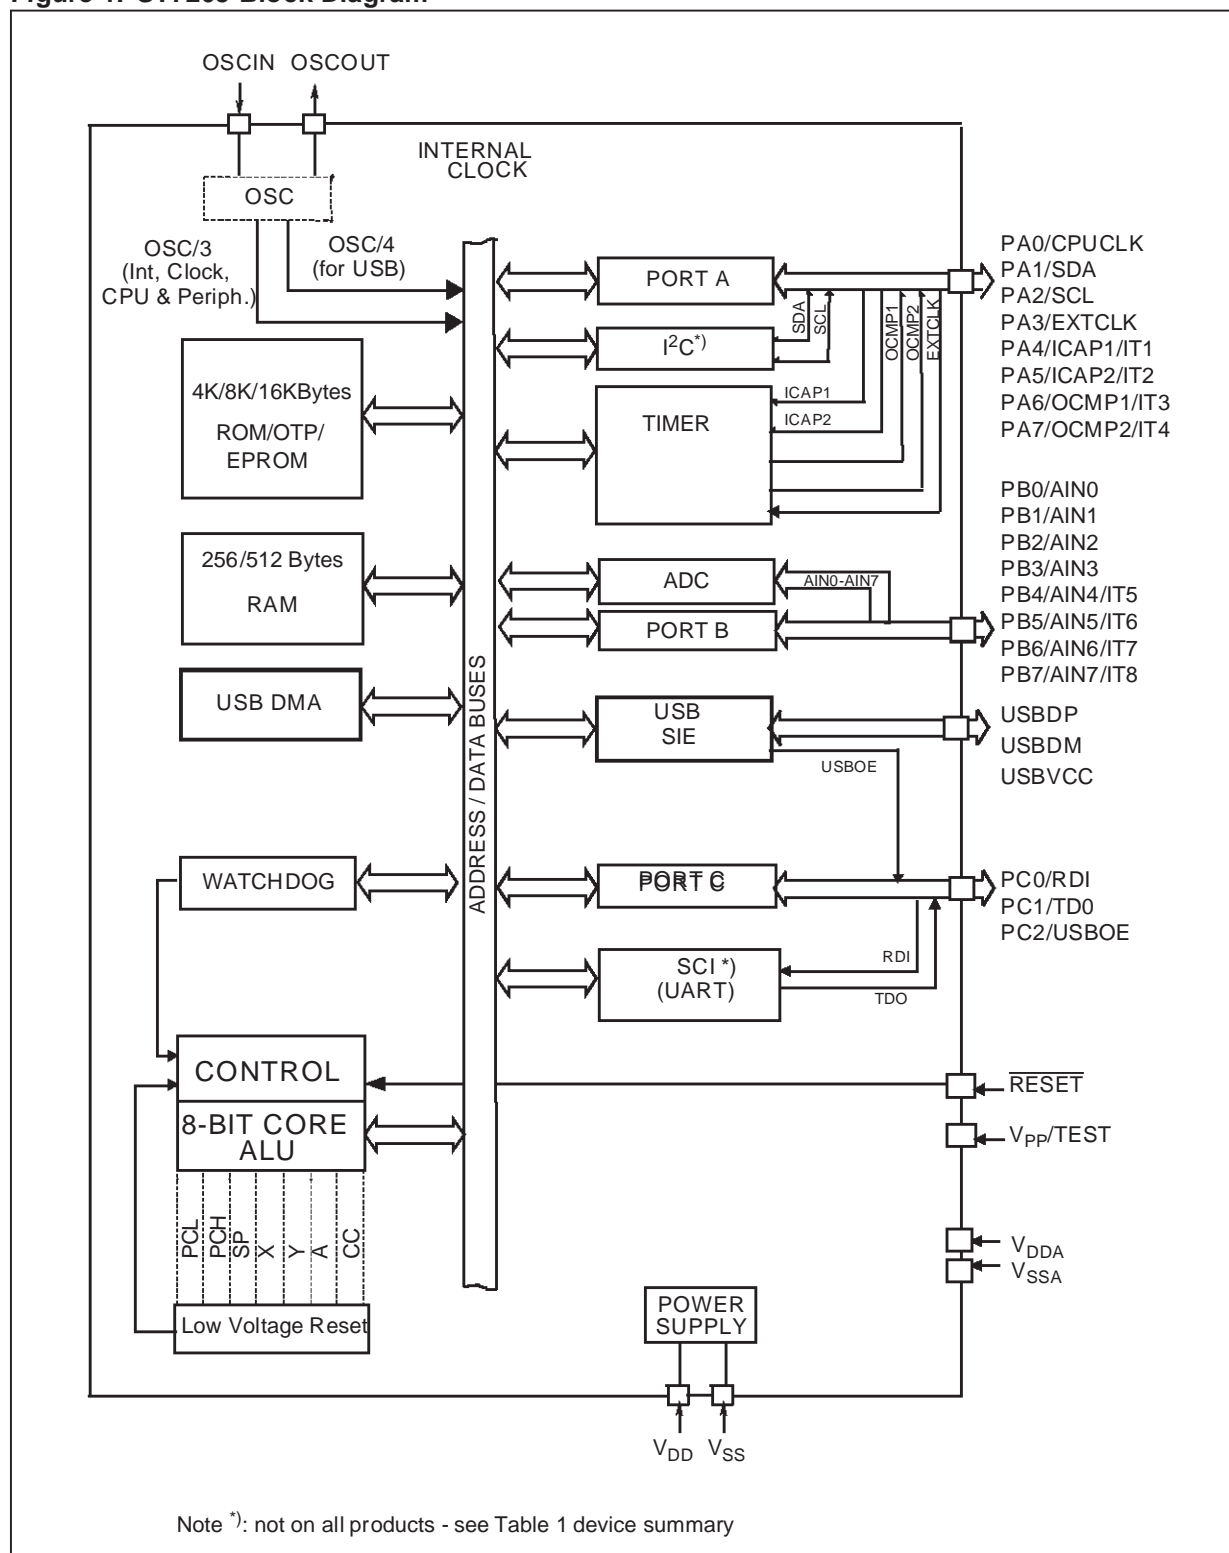 OSCIN OSCOUT
INTERNAL
CLOCK
OSC
OSC/3
(Int, Clock,
CPU & Periph.)
OSC/4
(for USB)
PORT A
I²C*)
SDA
SCL
OCMP1
OCMP2
EXTCLK
PA0/CPUCLK
PA1/SDA
PA2/SCL
PA3/EXTCLK
PA4/ICAP1/IT1
PA5/ICAP2/IT2
PA6/OCMP1/IT3
PA7/OCMP2/IT4
4K/8K/16KBytes
ROM/OTP/
EPROM
TIMER
ICAP1
ICAP2
256/512 Bytes
RAM
ADC
AIN0-AIN7
PORT B
PB0/AIN0
PB1/AIN1
PB2/AIN2
PB3/AIN3
PB4/AIN4/IT5
PB5/AIN5/IT6
PB6/AIN6/IT7
PB7/AIN7/IT8
USB DMA
ADDRESS / DATA BUSES
USB
SIE
USBOE
USBDP
USBDM
USBVCC
WATCHDOG
PORT C
PC0/RDI
PC1/TD0
PC2/USBOE
SCI *)
(UART)
RDI
TDO
CONTROL
8-BIT CORE
ALU
RESET
VPP/TEST
PCL
PCH
SP
X
Y
A
CC
VDDA
VSSA
Low Voltage Reset
POWER
SUPPLY
VDD VSS
Note *): not on all products - see Table 1 device summary